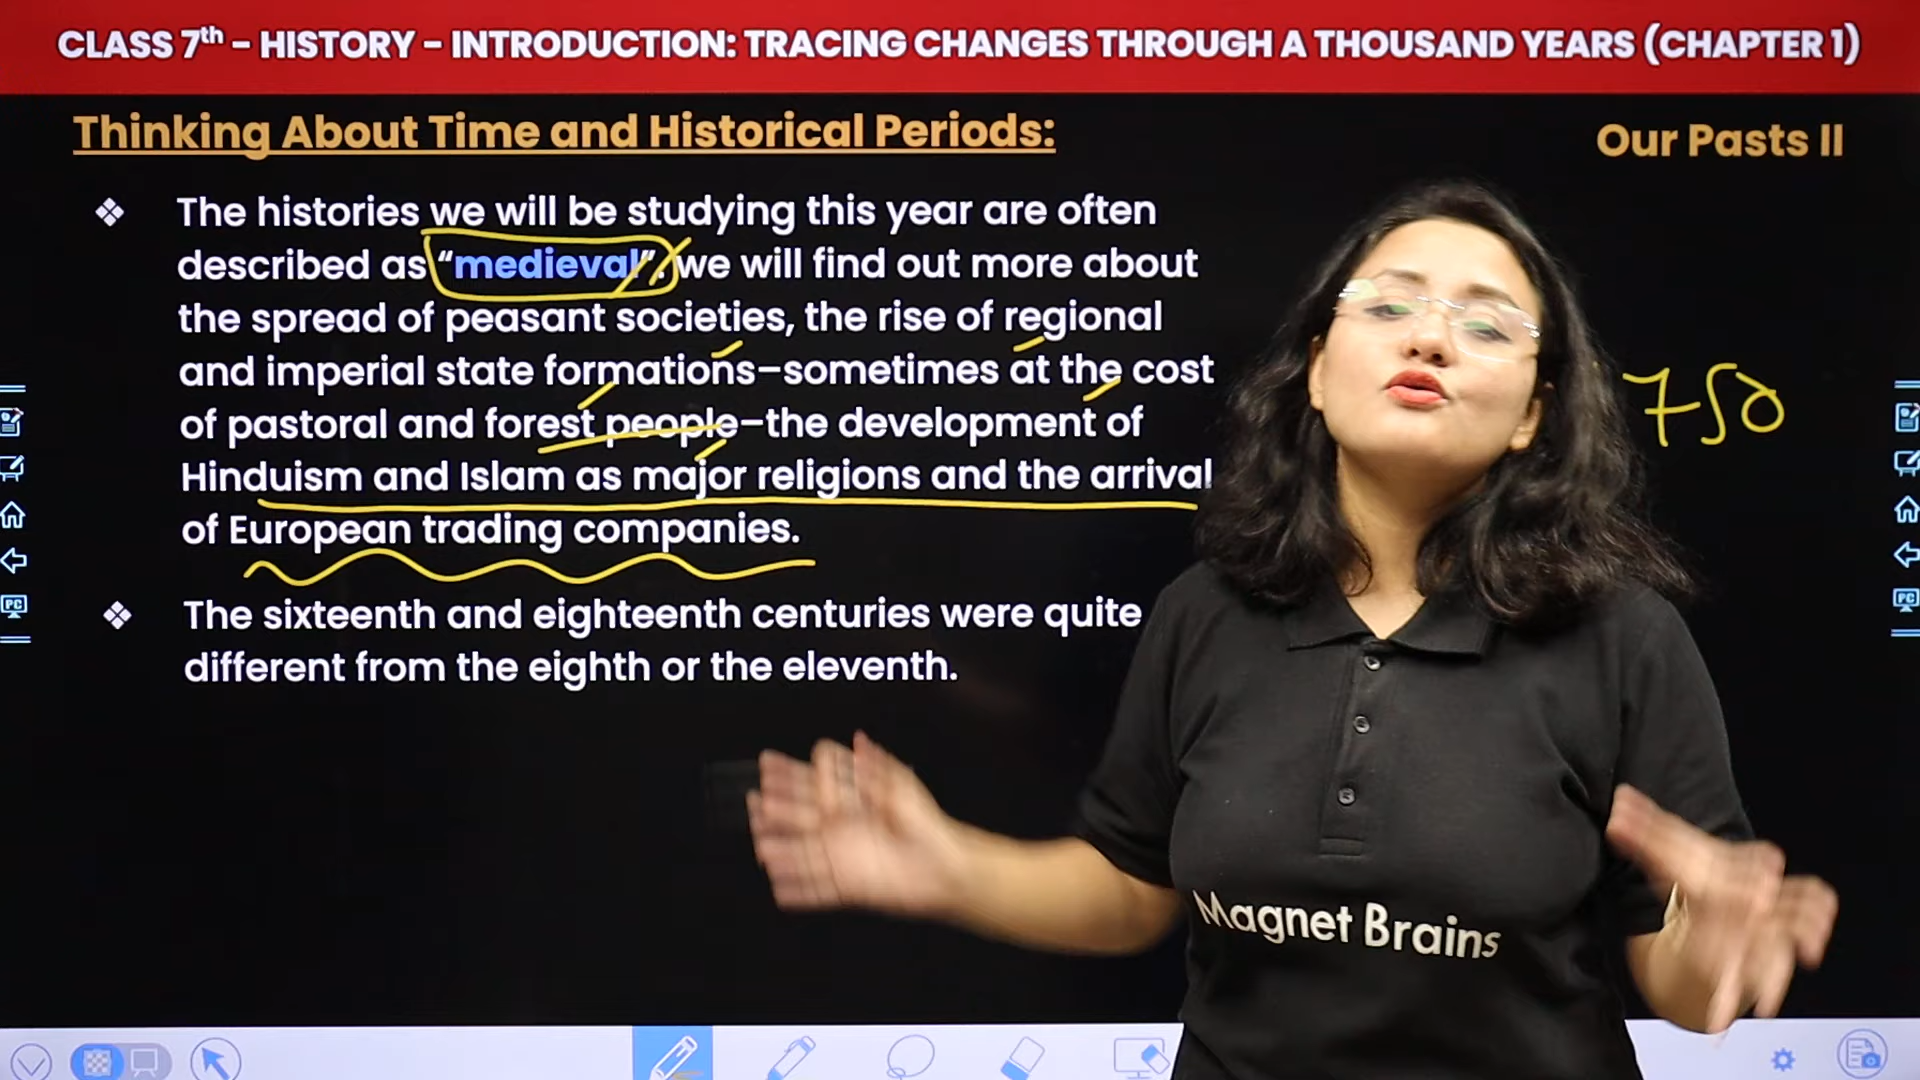 CLASS 7th – HISTORY – INTRODUCTION: TRACING CHANGES THROUGH A THOUSAND YEARS (CHAPTER 1)
Thinking About Time and Historical Periods:
Our Pasts II
❖ The histories we will be studying this year are often
described as “medieval”. we will find out more about
the spread of peasant societies, the rise of regional
and imperial state formations–sometimes at the cost
of pastoral and forest people–the development of
Hinduism and Islam as major religions and the arrival
of European trading companies.
750
❖ The sixteenth and eighteenth centuries were quite
different from the eighth or the eleventh.
Magnet Brains
PC
PC